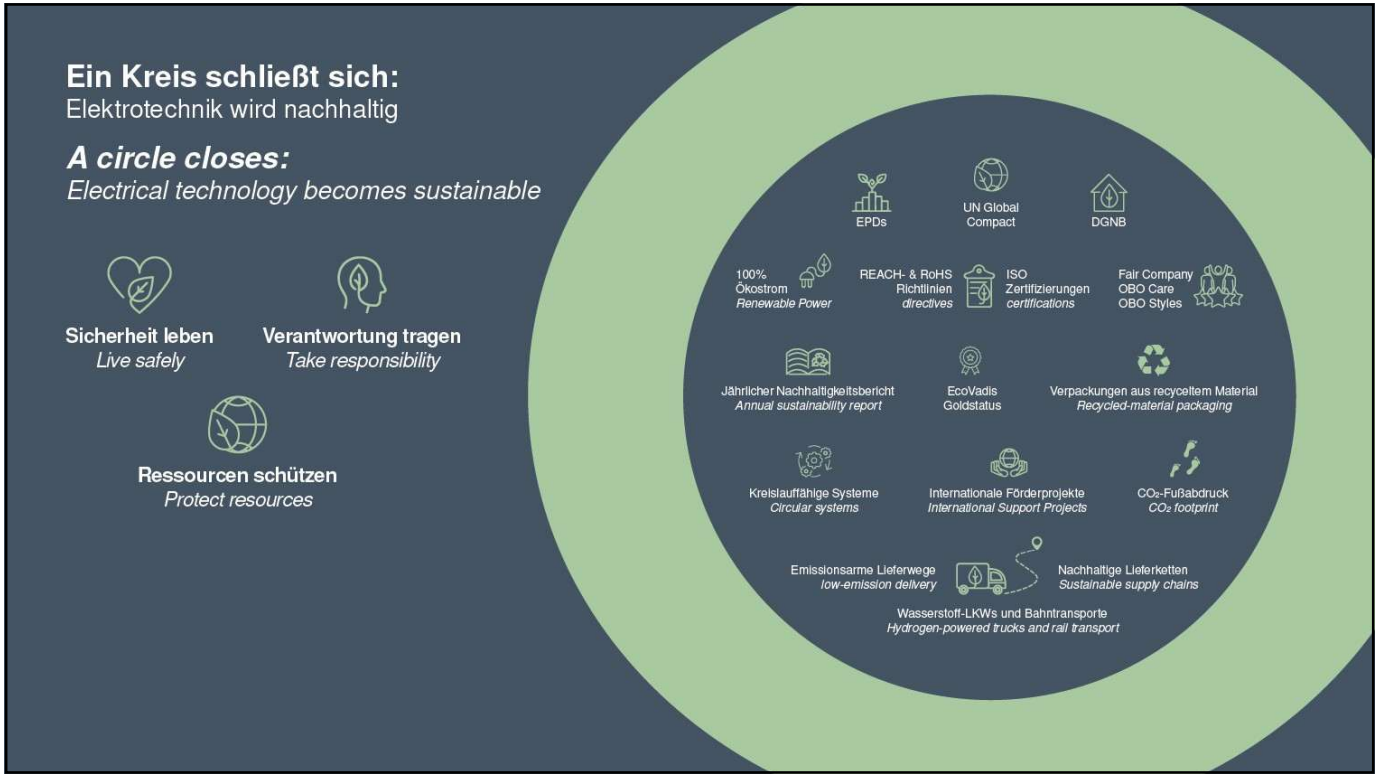 Ein Kreis schließt sich:
Elektrotechnik wird nachhaltig
A circle closes:
Electrical technology becomes sustainable
Sicherheit leben
Live safely
Verantwortung tragen
Take responsibility
Ressourcen schützen
Protect resources
EPDs
UN Global
Compact
DGNB
100%
Ökostrom
Renewable Power
REACH- & RoHS
Richtlinien
directives
ISO
Zertifizierungen
certifications
Fair Company
OBO Care
OBO Styles
Jährlicher Nachhaltigkeitsbericht
Annual sustainability report
EcoVadis
Goldstatus
Verpackungen aus recyceltem Material
Recycled-material packaging
Kreislauffähige Systeme
Circular systems
Internationale Förderprojekte
International Support Projects
CO₂-Fußabdruck
CO₂ footprint
Emissionsarme Lieferwege
low-emission delivery
Nachhaltige Lieferketten
Sustainable supply chains
Wasserstoff-LKWs und Bahntransporte
Hydrogen-powered trucks and rail transport